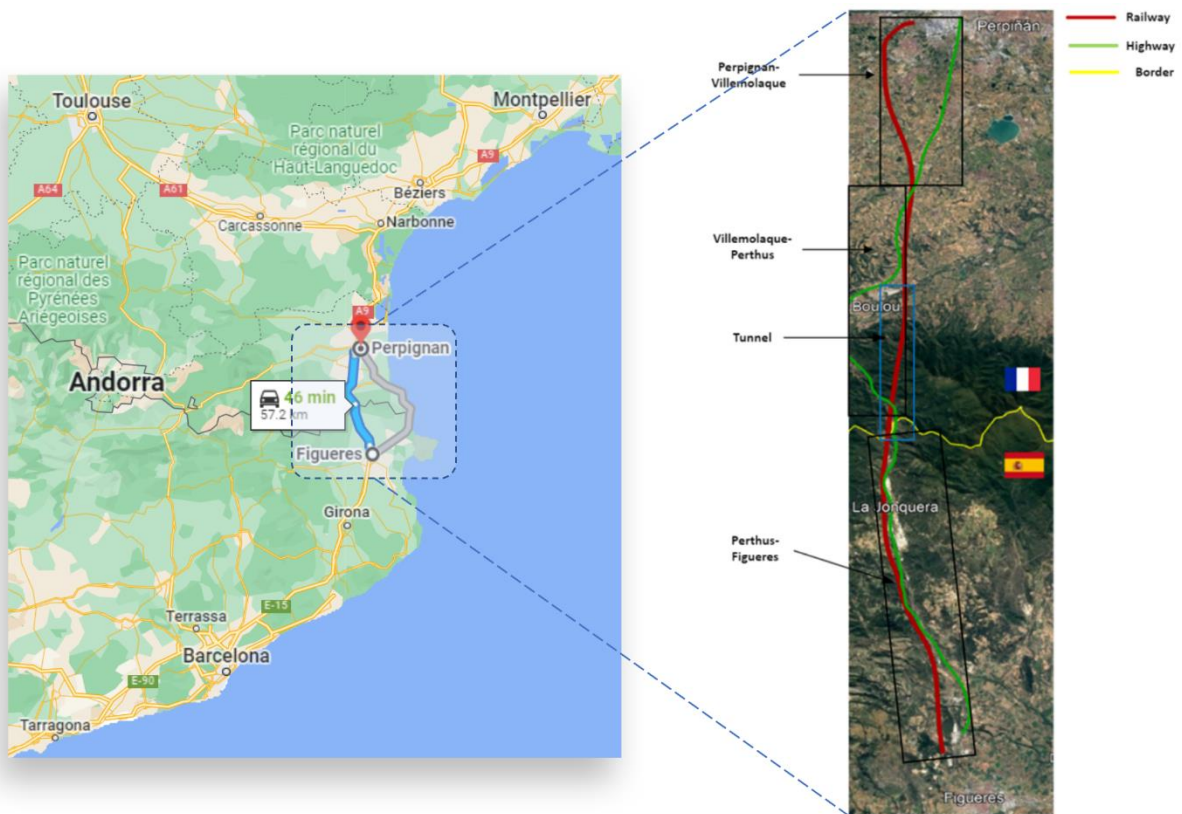 Toulouse
Montpellier
Parc naturel
régional du
Haut-Languedoc
A9
A64
A61
Béziers
Carcassonne
Narbonne
Parc naturel
régional des
Pyrénées
Ariégeoises
A9
Perpignan
Andorra
46 min
57.2 km
Figueres
Girona
E-15
Terrassa
Barcelona
E-90
Tarragona
Perpiñán
Perpignan-
Villemolaque
Villemolaque-
Perthus
Boulou
Tunnel
La Jonquera
Perthus-
Figueres
Figueres
Railway
Highway
Border